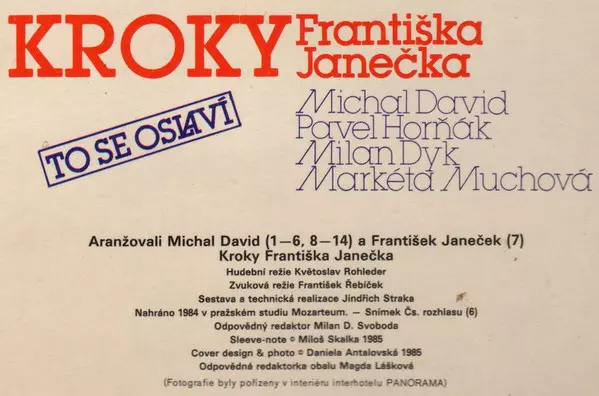 KROKY Františka
Janečka
Michal David
Pavel Horňák
Milan Dyk
Markéta Muchová
TO SE OSLAVÍ
Aranžovali Michal David (1—6, 8—14) a František Janeček (7)
Kroky Františka Janečka
Hudební režie Květoslav Rohleder
Zvuková režie František Řebíček
Sestava a technická realizace Jindřich Straka
Nahráno 1984 v pražském studiu Mozarteum. — Snímek Čs. rozhlasu (6)
Odpovědný redaktor Milan D. Svoboda
Sleeve-note © Miloš Skalka 1985
Cover design & photo © Daniela Antalovská 1985
Odpovědná redaktorka obalu Magda Lášková
(Fotografie byly pořízeny v interiéru interhotelu PANORAMA)